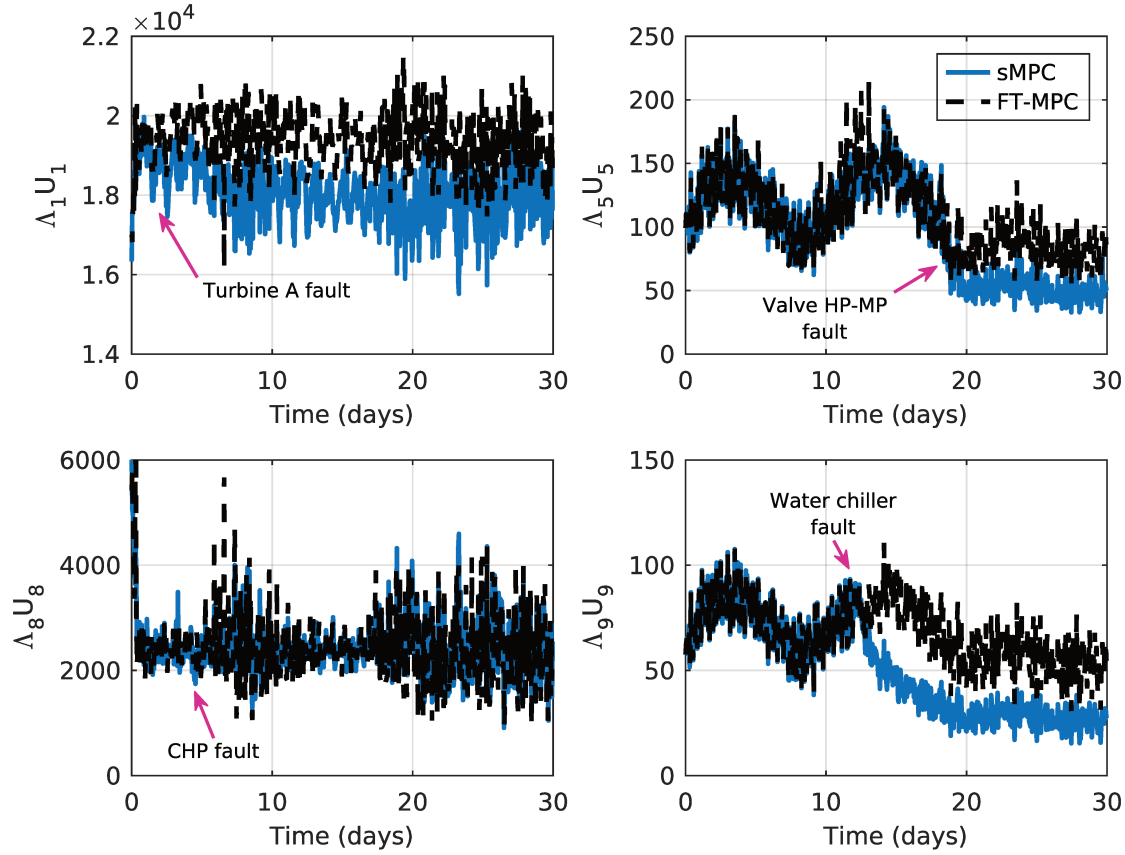 ×10⁴
2.2
2
1.8
1.6
1.4
Λ₁U₁
Turbine A fault
0 10 20 30
Time (days)
250
200
150
100
50
0
Λ₅U₅
sMPC
FT-MPC
Valve HP-MP
fault
0 10 20 30
Time (days)
6000
4000
2000
0
Λ₈U₈
CHP fault
0 10 20 30
Time (days)
150
100
50
0
Λ₉U₉
Water chiller
fault
0 10 20 30
Time (days)